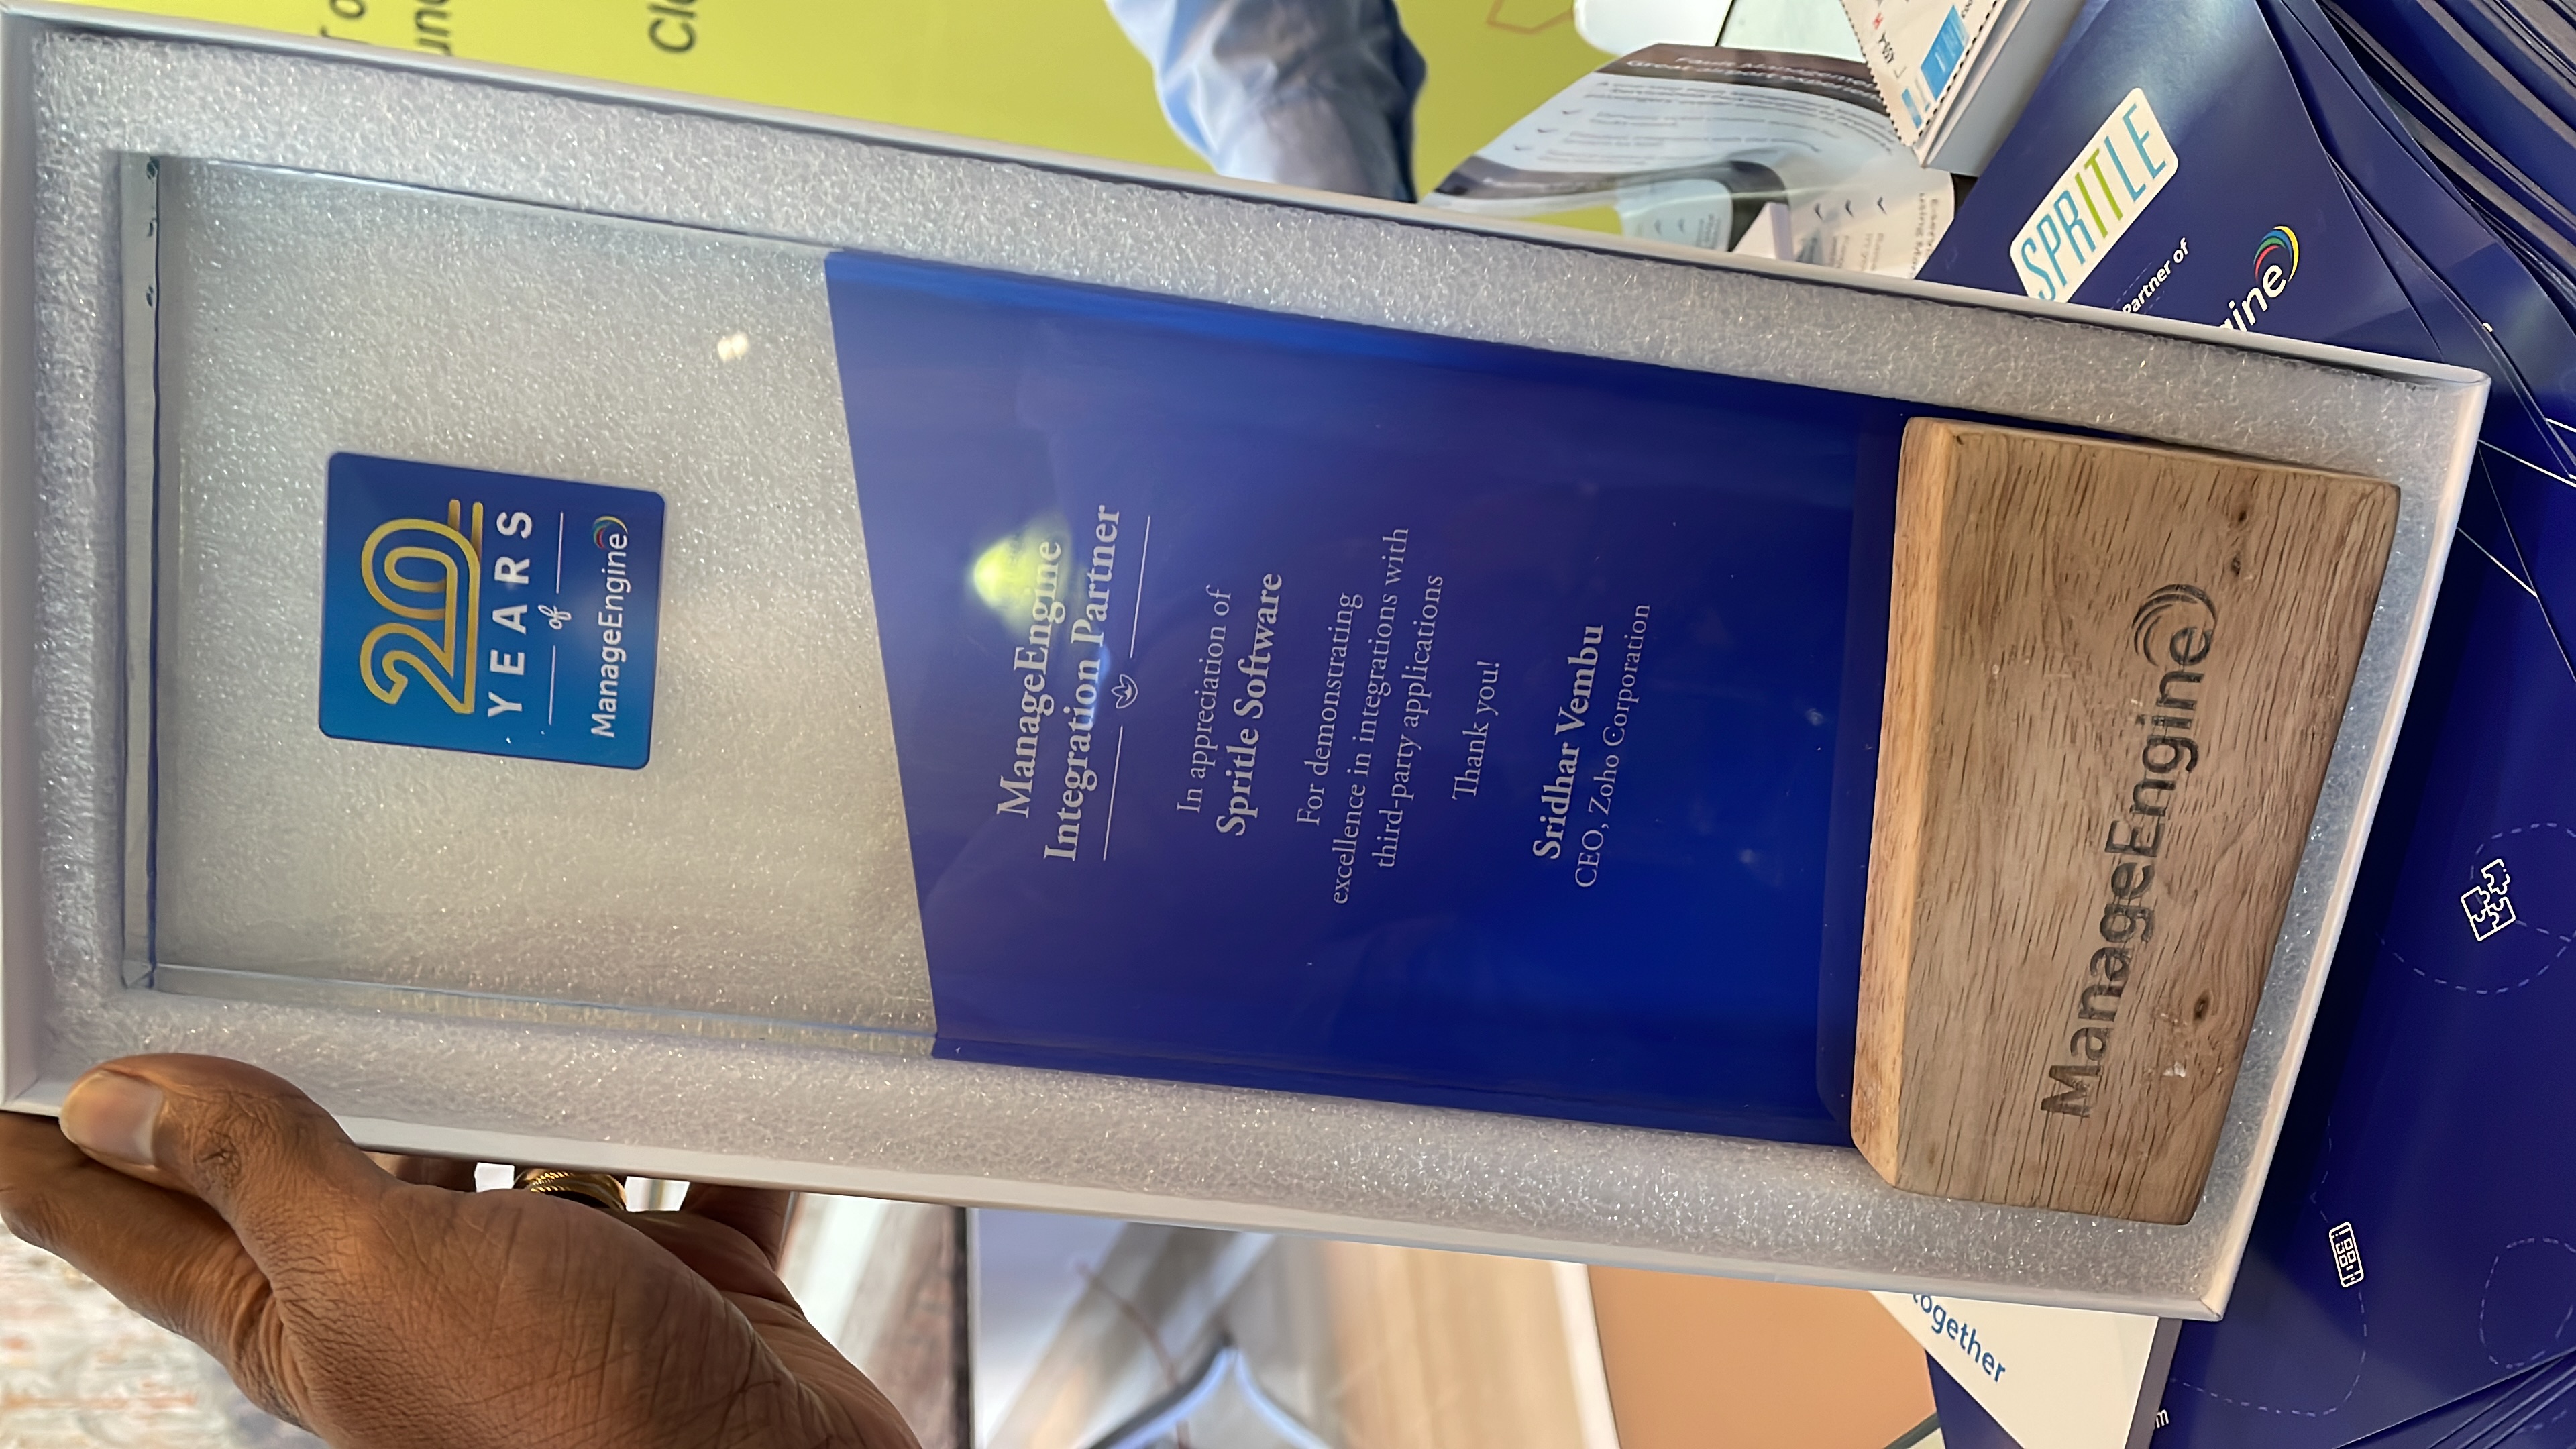 20
YEARS
of
ManageEngine
ManageEngine
Integration Partner
In appreciation of
Spritle Software
For demonstrating
excellence in integrations with
third-party applications
Thank you!
Sridhar Vembu
CEO, Zoho Corporation
ManageEngine
together
SPRITLE
Partner of